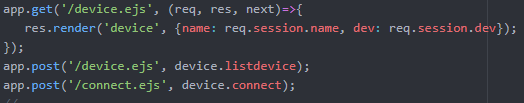 app.get('/device.ejs', (req, res, next)=>{
res.render('device', {name: req.session.name, dev: req.session.dev});
});
app.post('/device.ejs', device.listdevice);
app.post('/connect.ejs', device.connect);
//